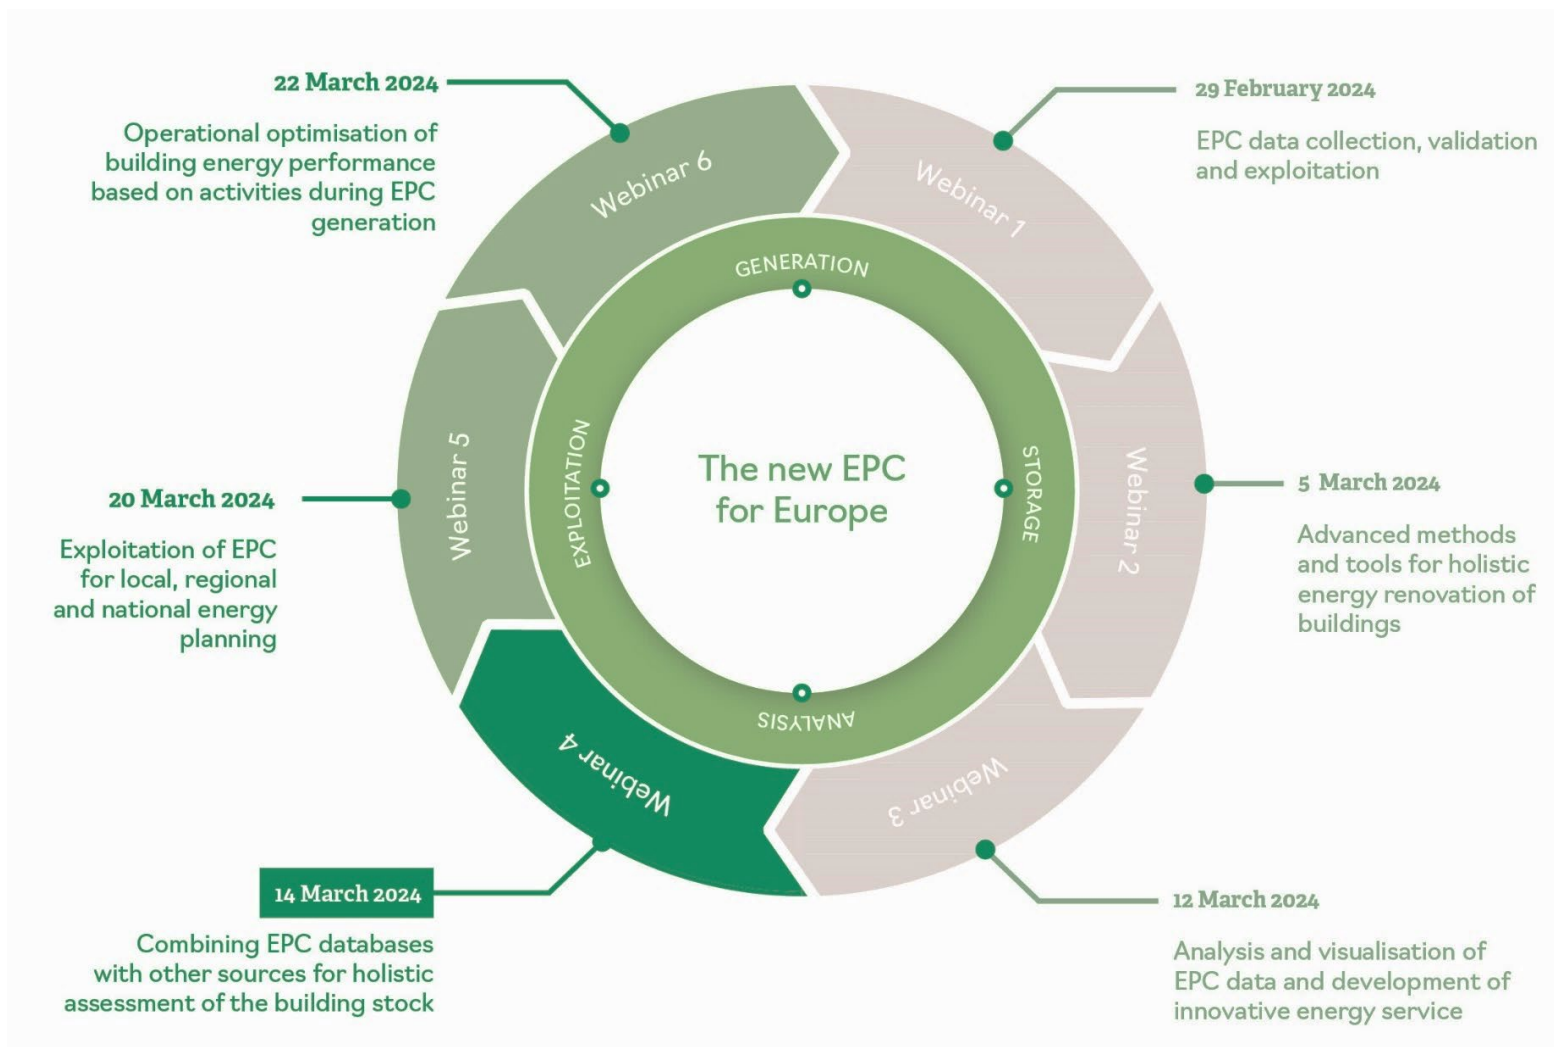 22 March 2024
Operational optimisation of
building energy performance
based on activities during EPC
generation
29 February 2024
EPC data collection, validation
and exploitation
Webinar 6
Webinar 1
GENERATION
Webinar 5
EXPLOITATION
The new EPC
for Europe
STORAGE
Webinar 2
20 March 2024
Exploitation of EPC
for local, regional
and national energy
planning
5 March 2024
Advanced methods
and tools for holistic
energy renovation of
buildings
ANALYSIS
Webinar 4
Webinar 3
14 March 2024
Combining EPC databases
with other sources for holistic
assessment of the building stock
12 March 2024
Analysis and visualisation of
EPC data and development of
innovative energy service